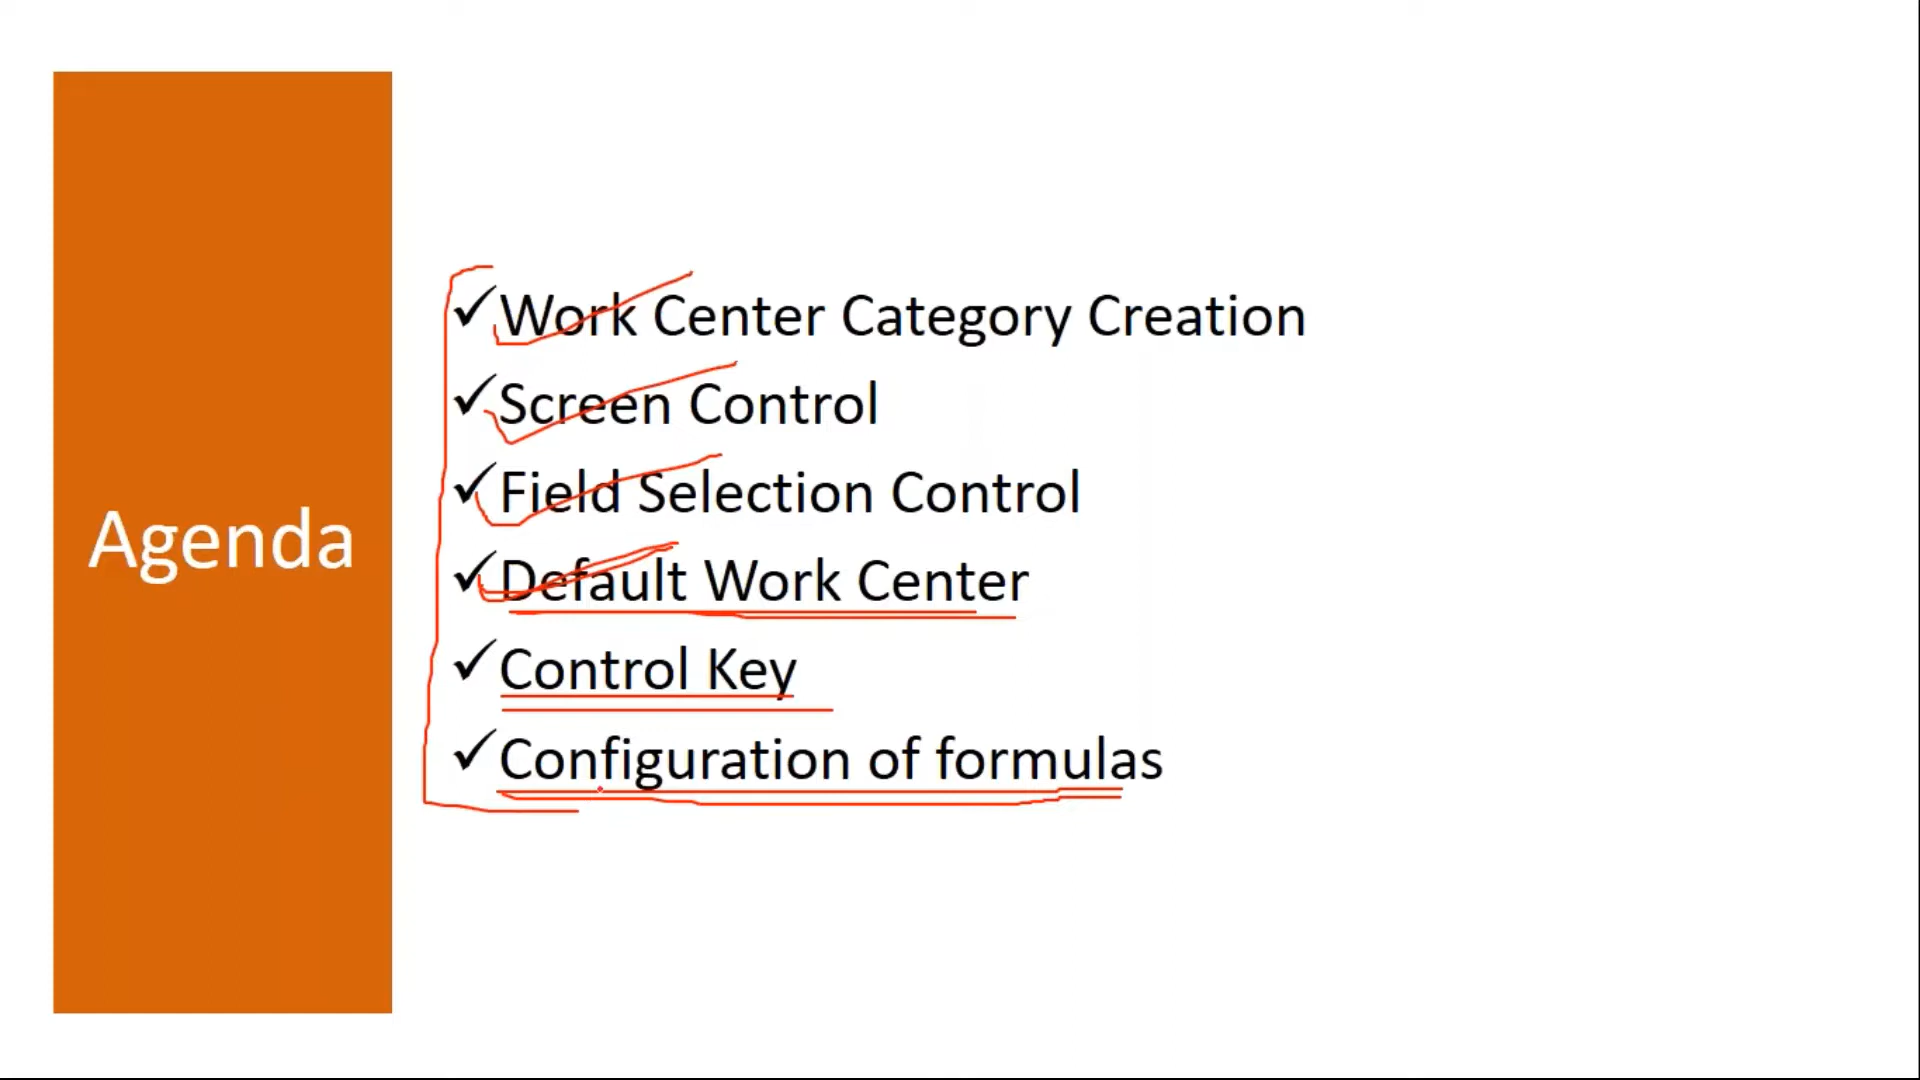 Agenda
Work Center Category Creation
Screen Control
Field Selection Control
Default Work Center
Control Key
Configuration of formulas